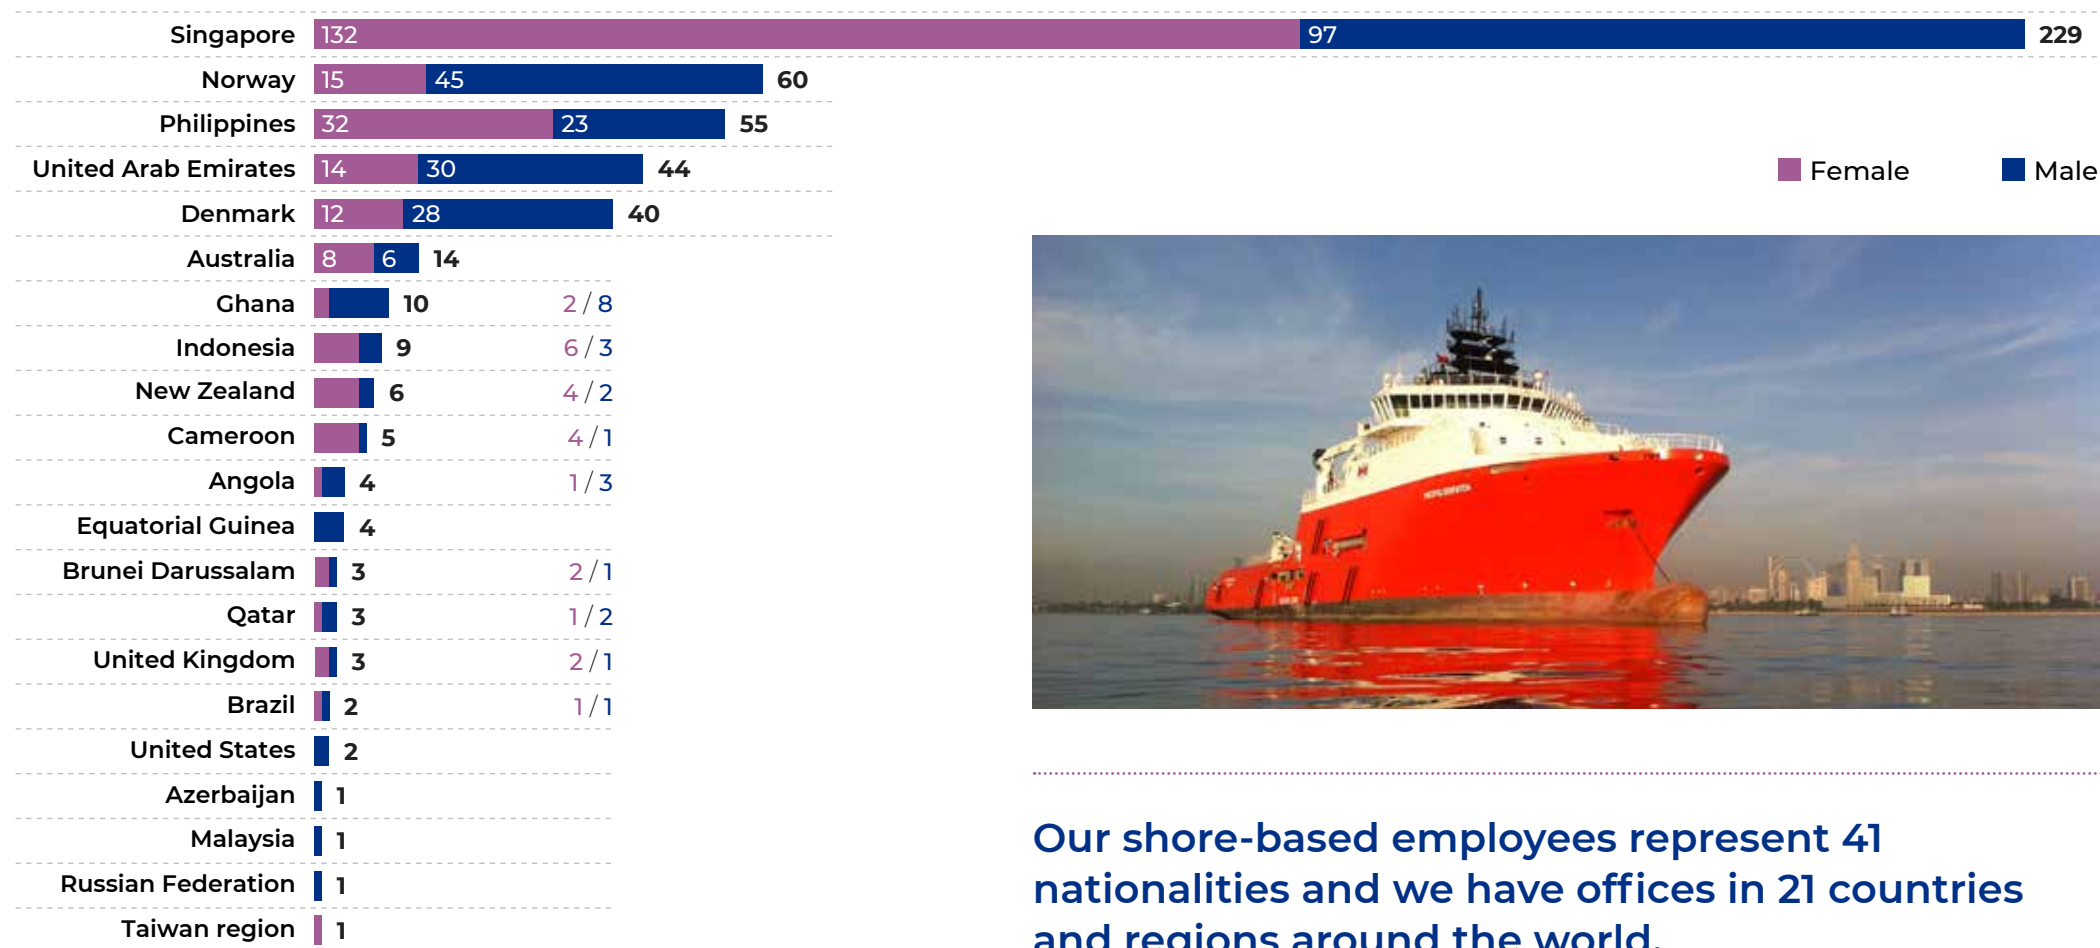 Singapore 132 97 229
Norway 15 45 60
Philippines 32 23 55
United Arab Emirates 14 30 44
Female Male
Denmark 12 28 40
Australia 8 6 14
Ghana 10 2 / 8
Indonesia 9 6 / 3
New Zealand 6 4 / 2
Cameroon 5 4 / 1
Angola 4 1 / 3
Equatorial Guinea 4
Brunei Darussalam 3 2 / 1
Qatar 3 1 / 2
United Kingdom 3 2 / 1
Brazil 2 1 / 1
United States 2
Azerbaijan 1
Malaysia 1
Russian Federation 1
Taiwan region 1
Our shore-based employees represent 41
nationalities and we have offices in 21 countries
and regions around the world.